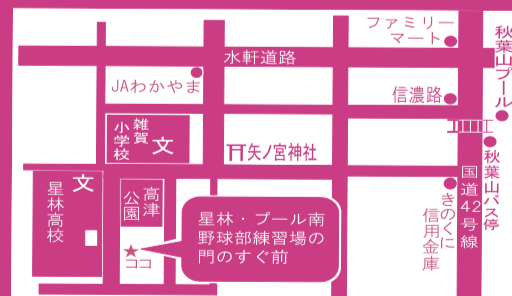 ファミリー
マート
秋葉山プール
水軒道路
JAわかやま
信濃路
雑賀
小学校
文
矢ノ宮神社
秋葉山バス停
国道42号線
きのくに
信用金庫
文
星林高校
高津
公園
星林・プール南
野球部練習場の
門のすぐ前
★
ココ